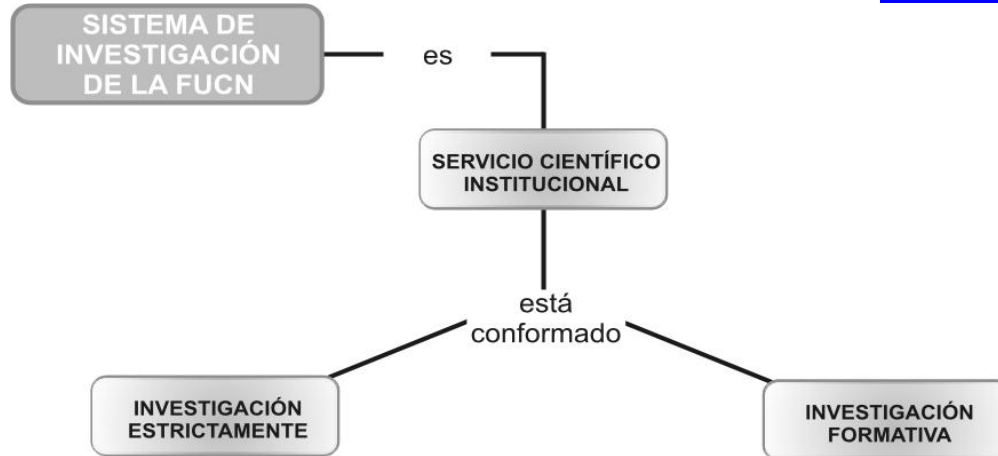 SISTEMA DE
INVESTIGACIÓN
DE LA FUCN
es
SERVICIO CIENTÍFICO
INSTITUCIONAL
está
conformado
INVESTIGACIÓN
ESTRICTAMENTE
INVESTIGACIÓN
FORMATIVA